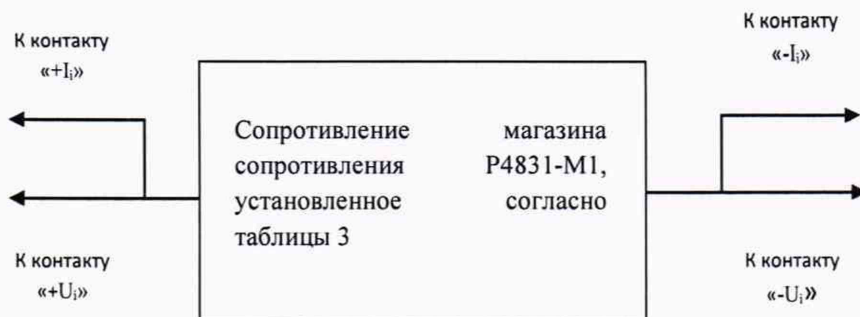 К контакту
«+Ii»
К контакту
«-Ii»
Сопротивление магазина
сопротивления Р4831-М1,
установленное согласно
таблицы 3
К контакту
«+Ui»
К контакту
«-Ui»